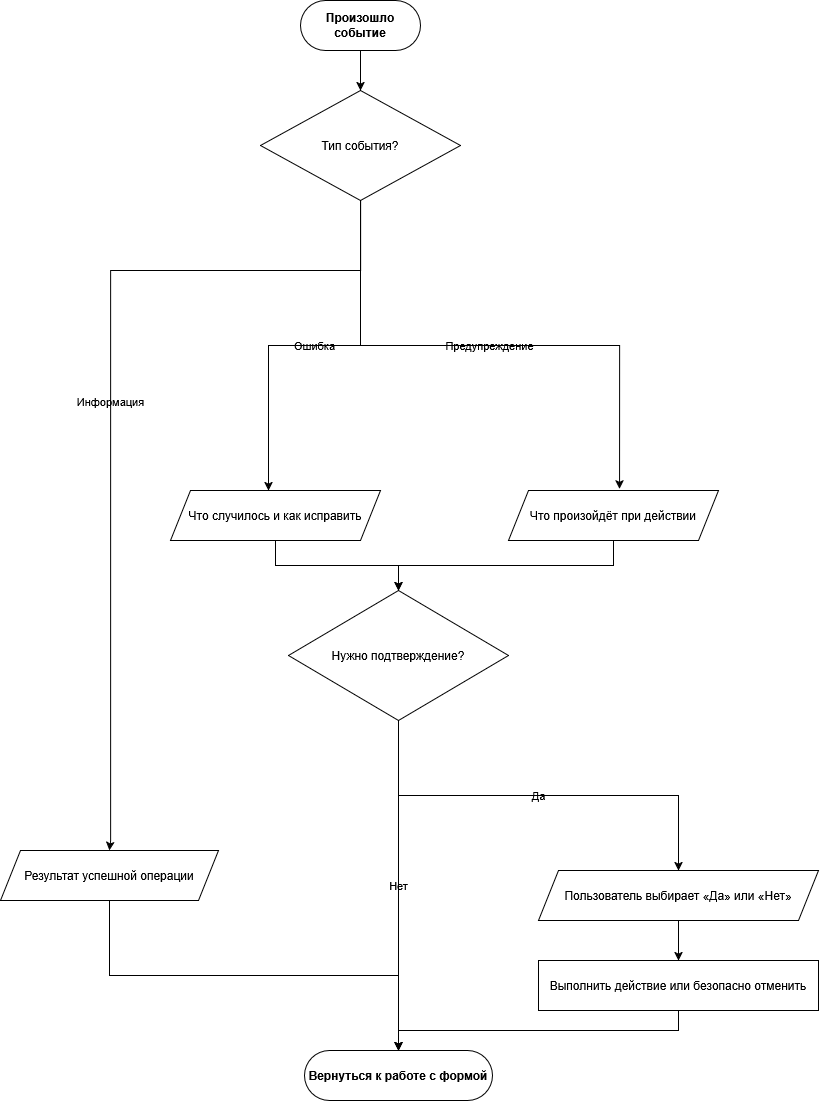 Произошло
событие
Тип события?
Ошибка
Предупреждение
Информация
Что случилось и как исправить
Что произойдёт при действии
Нужно подтверждение?
Да
Результат успешной операции
Нет
Пользователь выбирает «Да» или «Нет»
Выполнить действие или безопасно отменить
Вернуться к работе с формой